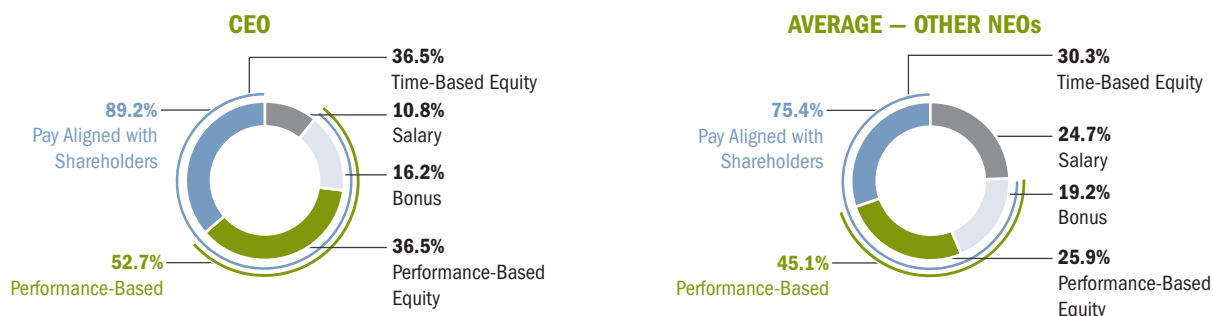 CEO
36.5%
Time-Based Equity
89.2%
Pay Aligned with
Shareholders
10.8%
Salary
16.2%
Bonus
36.5%
Performance-Based
Equity
52.7%
Performance-Based
AVERAGE — OTHER NEOs
30.3%
Time-Based Equity
75.4%
Pay Aligned with
Shareholders
24.7%
Salary
19.2%
Bonus
25.9%
Performance-Based
Equity
45.1%
Performance-Based